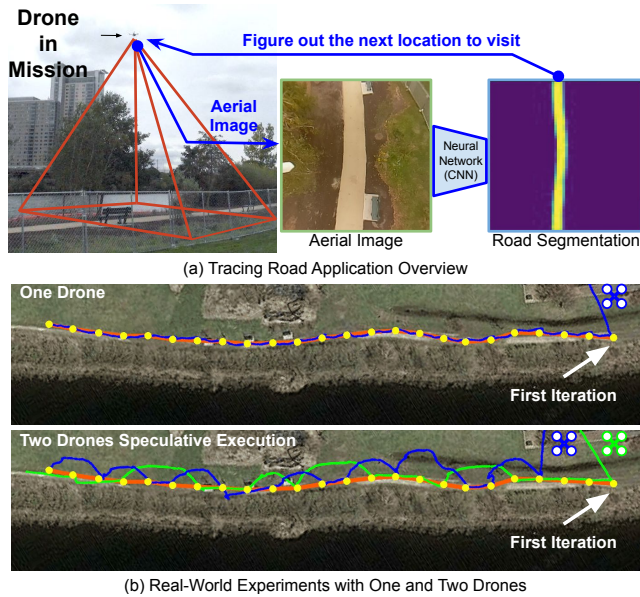 Drone
in
Mission
Figure out the next location to visit
Aerial
Image
Neural
Network
(CNN)
Aerial Image
Road Segmentation
(a) Tracing Road Application Overview
One Drone
First Iteration
Two Drones Speculative Execution
First Iteration
(b) Real-World Experiments with One and Two Drones